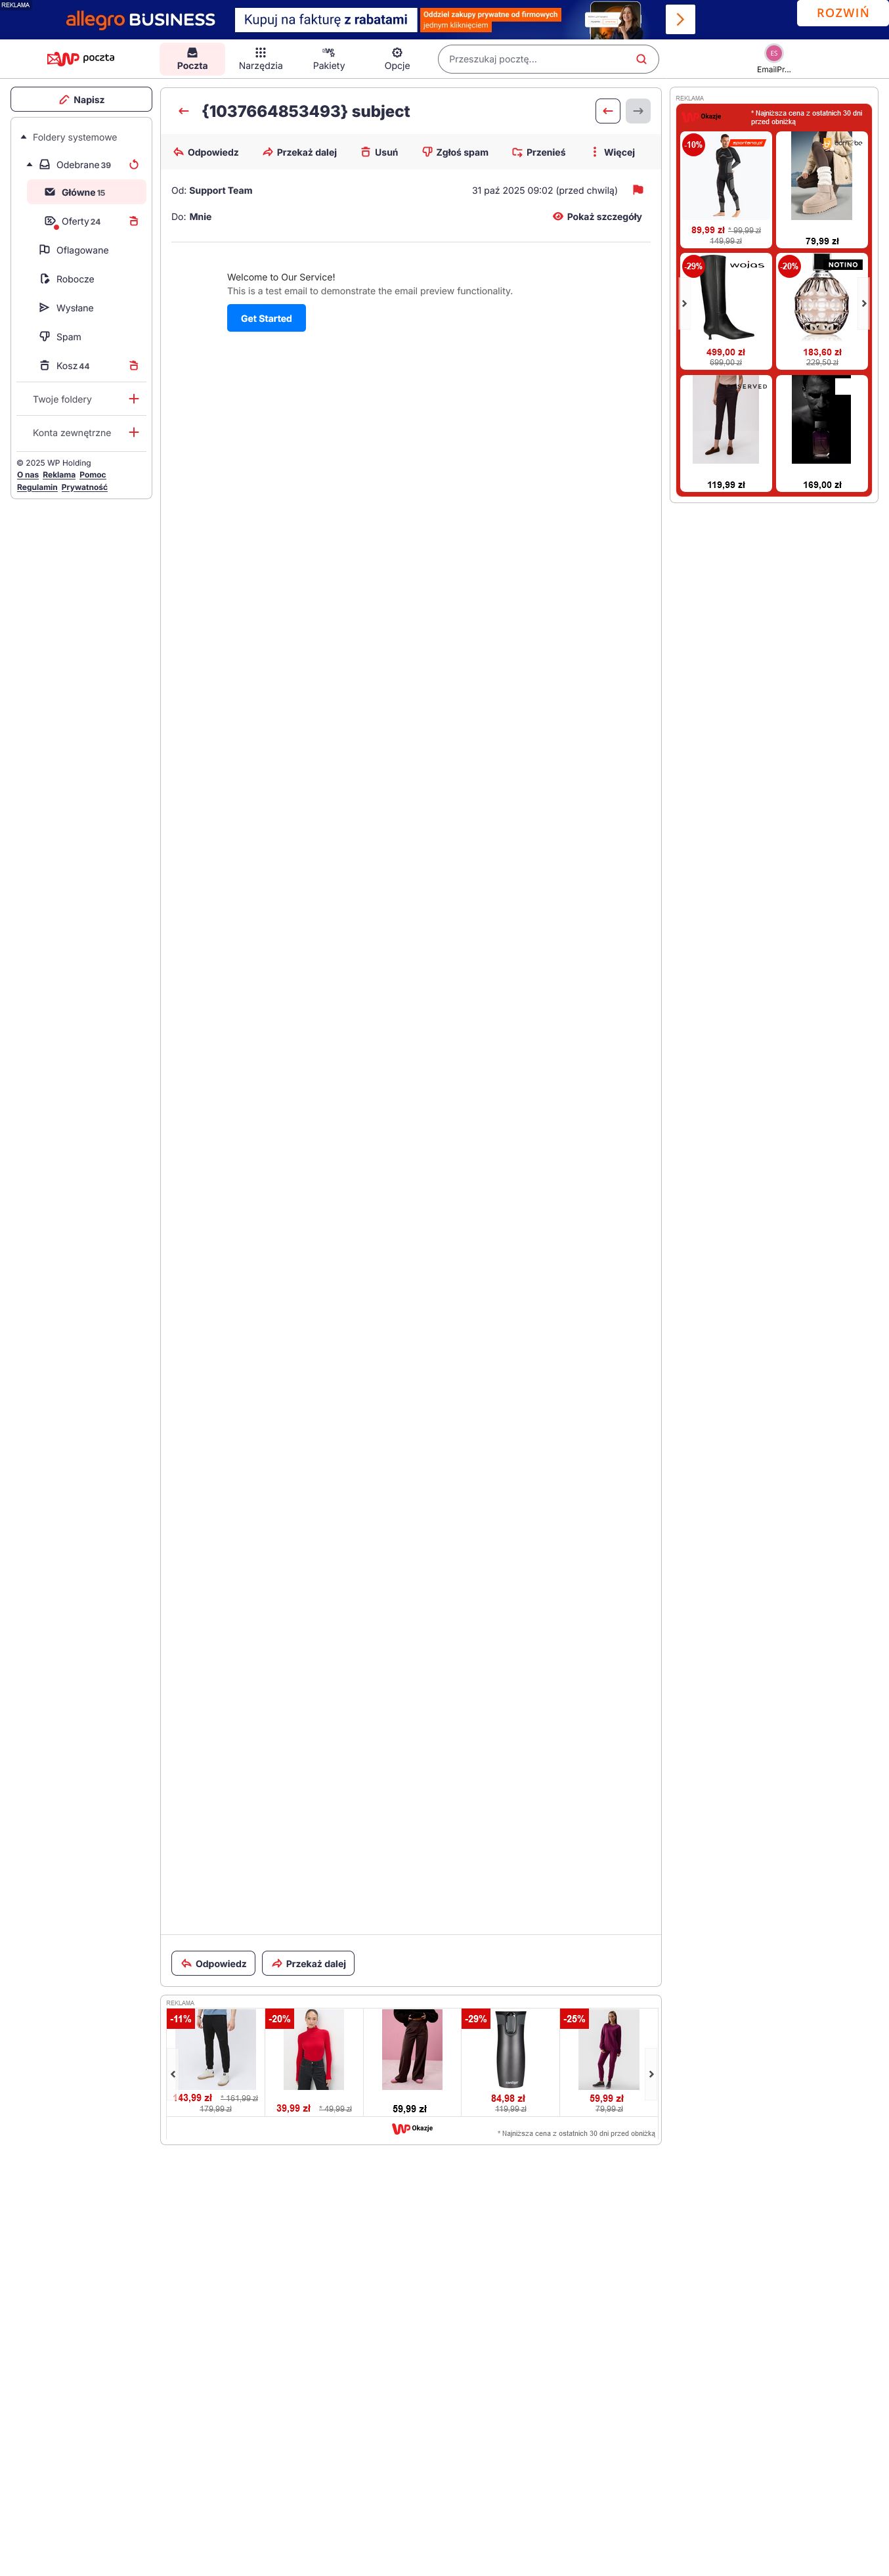 REKLAMA
allegro BUSINESS
Kupuj na fakturę z rabatami
Oddziel zakupy prywatne od firmowych
jednym kliknięciem
ROZWIŃ
WP poczta
Poczta
Narzędzia
Pakiety
Opcje
Przeszukaj pocztę...
ES
EmailPr...
Napisz
Foldery systemowe
Odebrane 39
Główne 15
Oferty 24
Oflagowane
Robocze
Wysłane
Spam
Kosz 44
Twoje foldery
Konta zewnętrzne
© 2025 WP Holding
O nas Reklama Pomoc
Regulamin Prywatność
{1037664853493} subject
Odpowiedz
Przekaż dalej
Usuń
Zgłoś spam
Przenieś
Więcej
Od: Support Team
31 paź 2025 09:02 (przed chwilą)
Do: Mnie
Pokaż szczegóły
Welcome to Our Service!
This is a test email to demonstrate the email preview functionality.
Get Started
REKLAMA
WP Okazje
* Najniższa cena z ostatnich 30 dni
przed obniżką
-10%
89,99 zł * 99,99 zł
149,99 zł
79,99 zł
-29%
wojas
499,00 zł
699,00 zł
-20%
NOTINO
183,60 zł
229,50 zł
119,99 zł
169,00 zł
Odpowiedz
Przekaż dalej
REKLAMA
-11%
143,99 zł * 161,99 zł
179,99 zł
-20%
39,99 zł * 49,99 zł
59,99 zł
-29%
84,98 zł
119,99 zł
-25%
59,99 zł
79,99 zł
WP Okazje
* Najniższa cena z ostatnich 30 dni przed obniżką